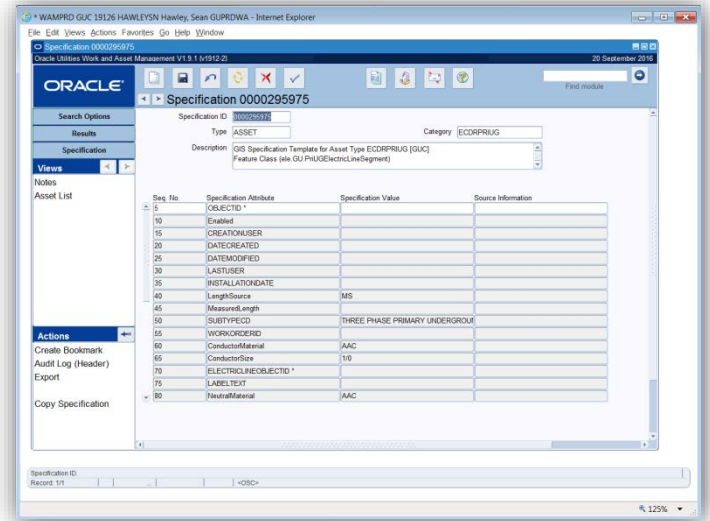 * WAMPRD GUC 19126 HAWLEYSN Hawley, Sean GUPRDWA - Internet Explorer
File Edit Views Actions Favorites Go Help Window
Specification 0000295975
Oracle Utilities Work and Asset Management V1.9.1 (v1912-2) 20 September 2016
ORACLE
Find module
Specification 0000295975
Search Options
Results
Specification
Views
Notes
Asset List
Actions
Create Bookmark
Audit Log (Header)
Export
Copy Specification
Specification ID 0000295975
Type ASSET Category ECDRPRIUG
Description GIS Specification Template for Asset Type ECDRPRIUG [GUC]
Feature Class (ele.GU.PriUGElectricLineSegment)
Seq. No. Specification Attribute Specification Value Source Information
5 OBJECTID *
10 Enabled
15 CREATIONUSER
20 DATECREATED
25 DATEMODIFIED
30 LASTUSER
35 INSTALLATIONDATE
40 LengthSource MS
45 MeasuredLength
50 SUBTYPECD THREE PHASE PRIMARY UNDERGROUN
55 WORKORDERID
60 ConductorMaterial AAC
65 ConductorSize 1/0
70 ELECTRICLINEOBJECTID *
75 LABELTEXT
80 NeutralMaterial AAC
Specification ID.
Record: 1/1 ... <OSC>
125%